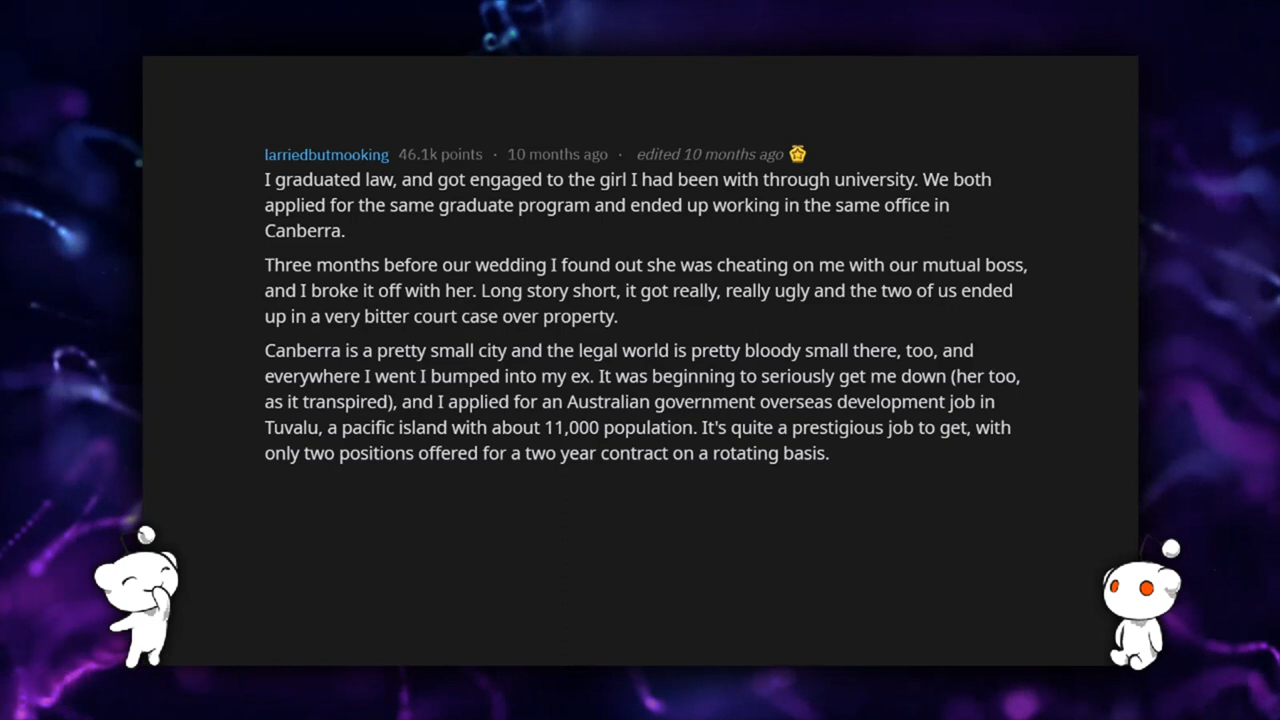 larriedbutmooking 46.1k points · 10 months ago · edited 10 months ago
I graduated law, and got engaged to the girl I had been with through university. We both
applied for the same graduate program and ended up working in the same office in
Canberra.
Three months before our wedding I found out she was cheating on me with our mutual boss,
and I broke it off with her. Long story short, it got really, really ugly and the two of us ended
up in a very bitter court case over property.
Canberra is a pretty small city and the legal world is pretty bloody small there, too, and
everywhere I went I bumped into my ex. It was beginning to seriously get me down (her too,
as it transpired), and I applied for an Australian government overseas development job in
Tuvalu, a pacific island with about 11,000 population. It's quite a prestigious job to get, with
only two positions offered for a two year contract on a rotating basis.